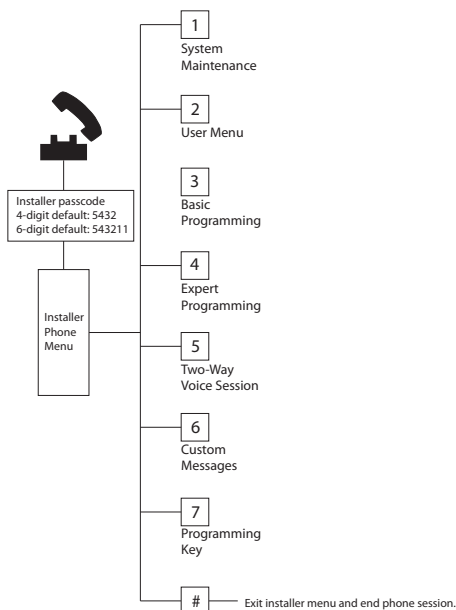 1
System
Maintenance
2
User Menu
3
Basic
Programming
Installer passcode
4-digit default: 5432
6-digit default: 543211
4
Expert
Programming
Installer
Phone
Menu
5
Two-Way
Voice Session
6
Custom
Messages
7
Programming
Key
#
Exit installer menu and end phone session.